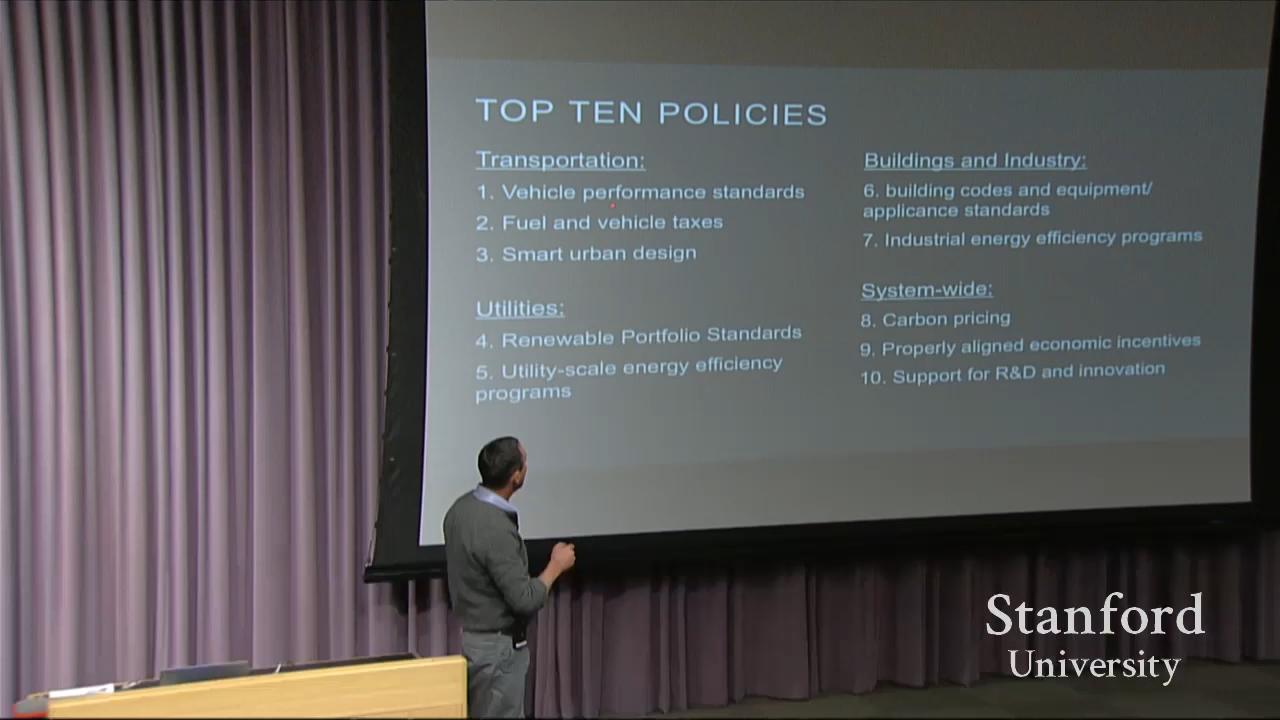 TOP TEN POLICIES
Transportation:
1. Vehicle performance standards
2. Fuel and vehicle taxes
3. Smart urban design
Utilities:
4. Renewable Portfolio Standards
5. Utility-scale energy efficiency
programs
Buildings and Industry:
6. building codes and equipment/
applicance standards
7. Industrial energy efficiency programs
System-wide:
8. Carbon pricing
9. Properly aligned economic incentives
10. Support for R&D and innovation
Stanford
University